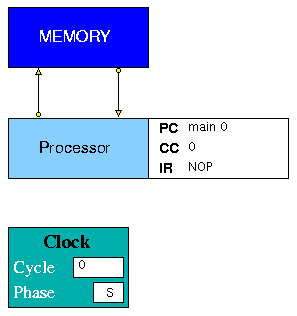 MEMORY
Processor
PC main 0
CC 0
IR NOP
Clock
Cycle 0
Phase S